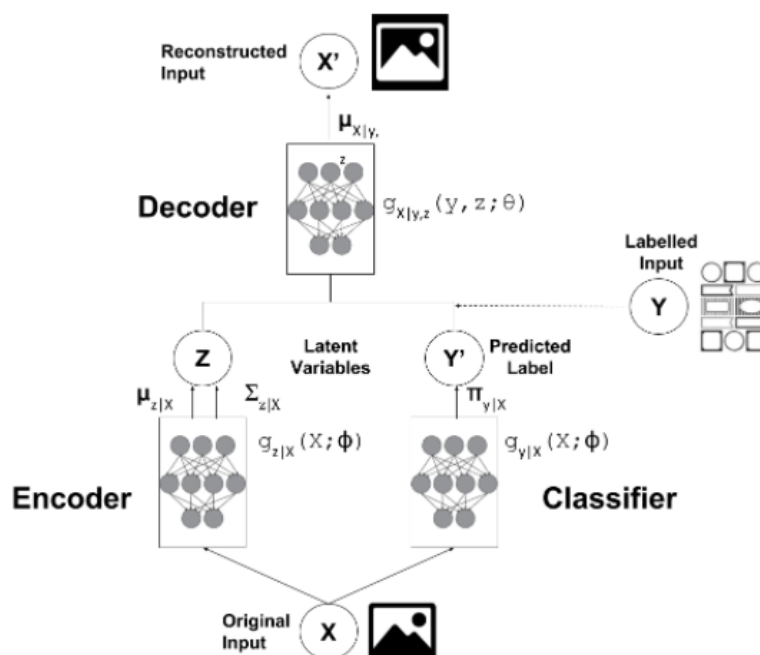 Reconstructed
Input
X'
μX|y,
z
Decoder
gX|y,z(y,z;θ)
Labelled
Input
Y
Z
Latent
Variables
Y'
Predicted
Label
μz|X
Σz|X
πy|X
gz|X(X;ϕ)
gy|X(X;ϕ)
Encoder
Classifier
Original
Input
X